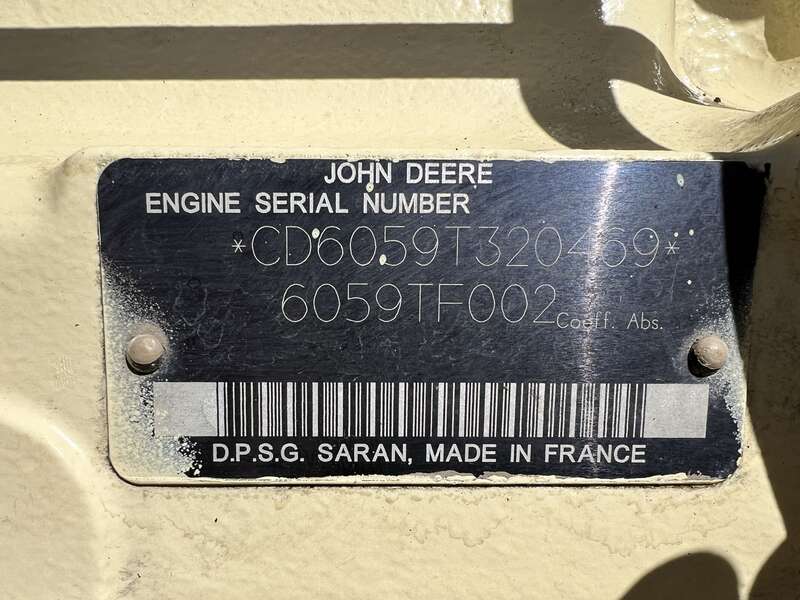 JOHN DEERE
ENGINE SERIAL NUMBER
*CD6059T320469*
6059TF002 Coeff. Abs.
D.P.S.G. SARAN, MADE IN FRANCE